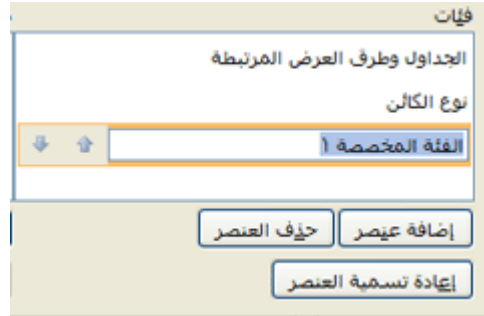 فئات
الجداول وطرق العرض المرتبطة
نوع الكائن
الفئة المخصصة ١
إضافة عنصر
حذف العنصر
إعادة تسمية العنصر